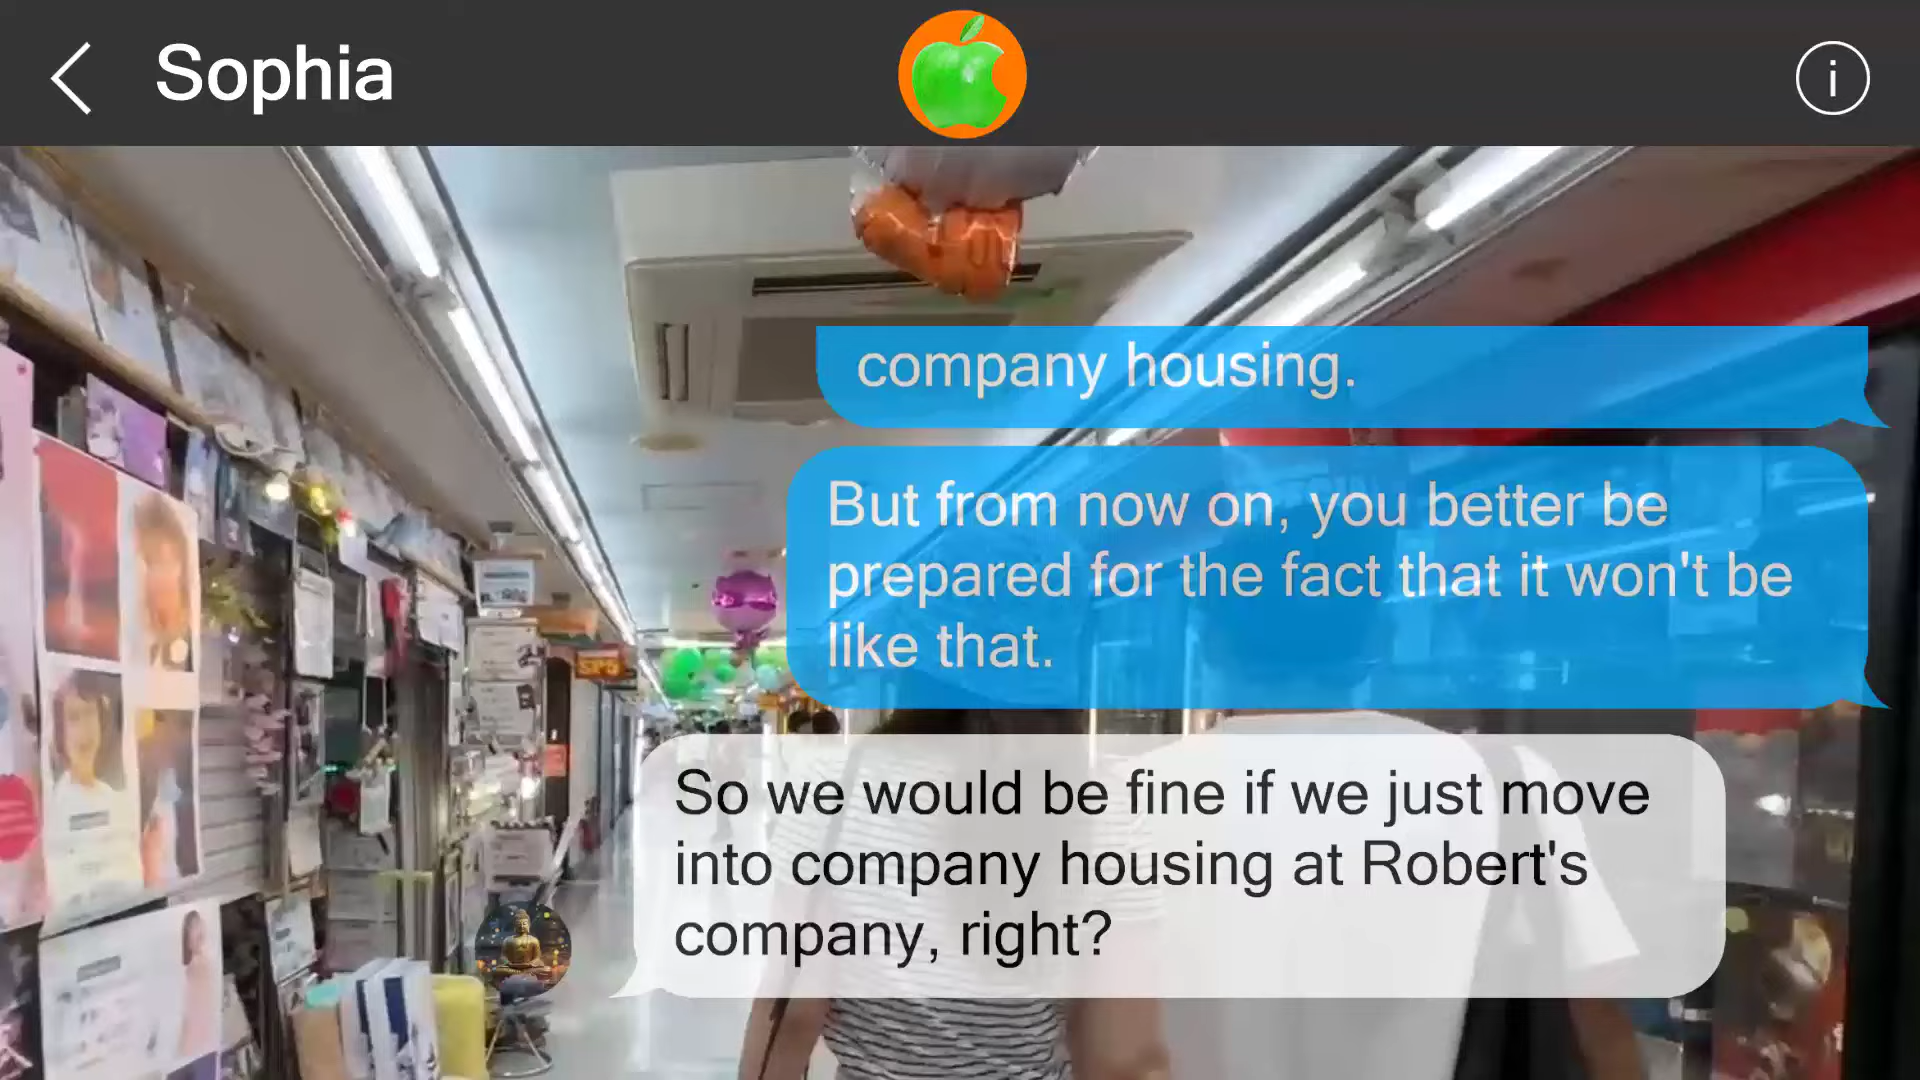 Sophia
company housing.
But from now on, you better be
prepared for the fact that it won't be
like that.
So we would be fine if we just move
into company housing at Robert's
company, right?